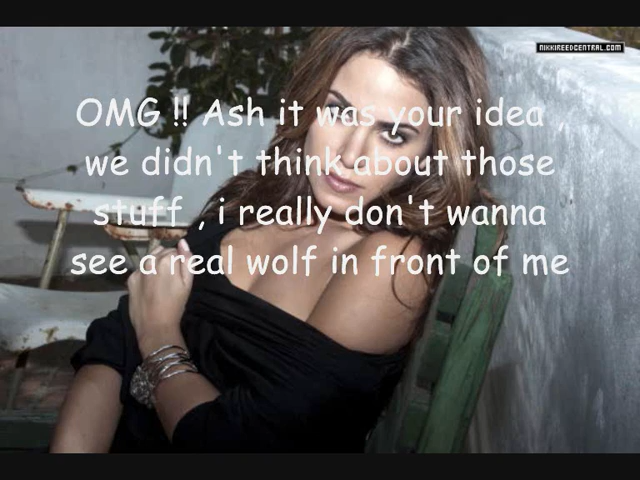 NIKKIREEDCENTRAL.COM
OMG !! Ash it was your idea
we didn't think about those
stuff , i really don't wanna
see a real wolf in front of me